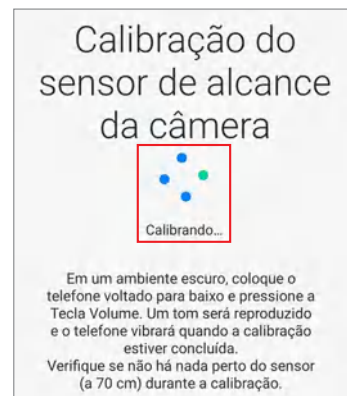 Calibração do
sensor de alcance
da câmera
Calibrando...
Em um ambiente escuro, coloque o
telefone voltado para baixo e pressione a
Tecla Volume. Um tom será reproduzido
e o telefone vibrará quando a calibração
estiver concluída.
Verifique se não há nada perto do sensor
(a 70 cm) durante a calibração.